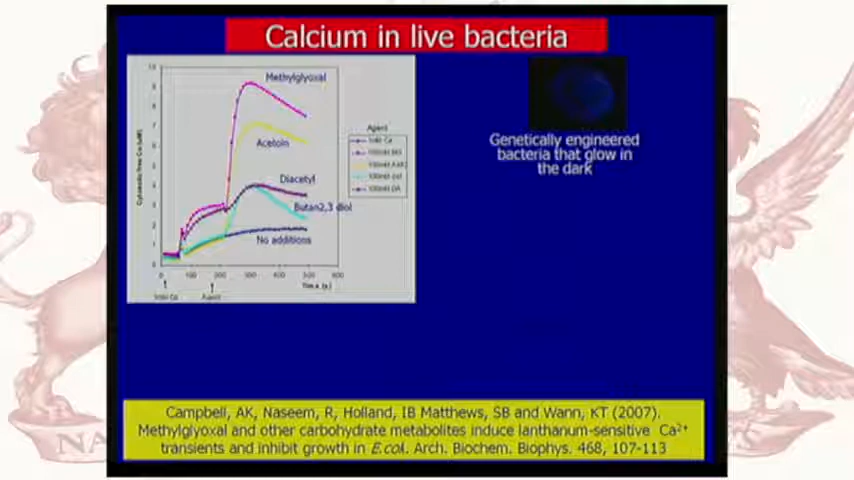 Calcium in live bacteria
Methylglyoxal
Acetoin
Diacetyl
Butan2,3 diol
No additions
Agent
Genetically engineered
bacteria that glow in
the dark
Campbell, AK, Naseem, R, Holland, IB Matthews, SB and Wann, KT (2007).
Methylglyoxal and other carbohydrate metabolites induce lanthanum-sensitive Ca²⁺
transients and inhibit growth in E.coli. Arch. Biochem. Biophys. 468, 107-113